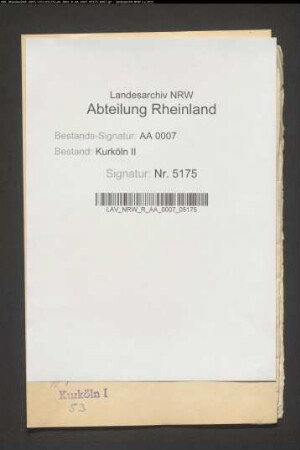 Landesarchiv NRW
Abteilung Rheinland
Bestands-Signatur: AA 0007
Bestand: Kurköln II
Signatur: Nr. 5175
LAV_NRW_R_AA_0007_05175
Kurköln I
53